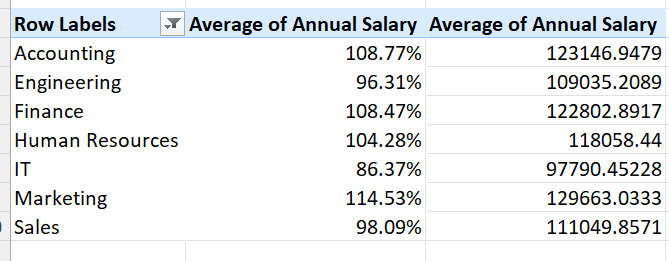 Row Labels Average of Annual Salary Average of Annual Salary
Accounting 108.77% 123146.9479
Engineering 96.31% 109035.2089
Finance 108.47% 122802.8917
Human Resources 104.28% 118058.44
IT 86.37% 97790.45228
Marketing 114.53% 129663.0333
Sales 98.09% 111049.8571